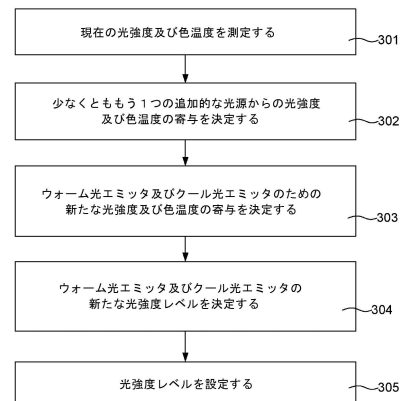 現在の光強度及び色温度を測定する
301
少なくとももう１つの追加的な光源からの光強度
及び色温度の寄与を決定する
302
ウォーム光エミッタ及びクール光エミッタのための
新たな光強度及び色温度の寄与を決定する
303
ウォーム光エミッタ及びクール光エミッタの
新たな光強度レベルを決定する
304
光強度レベルを設定する
305